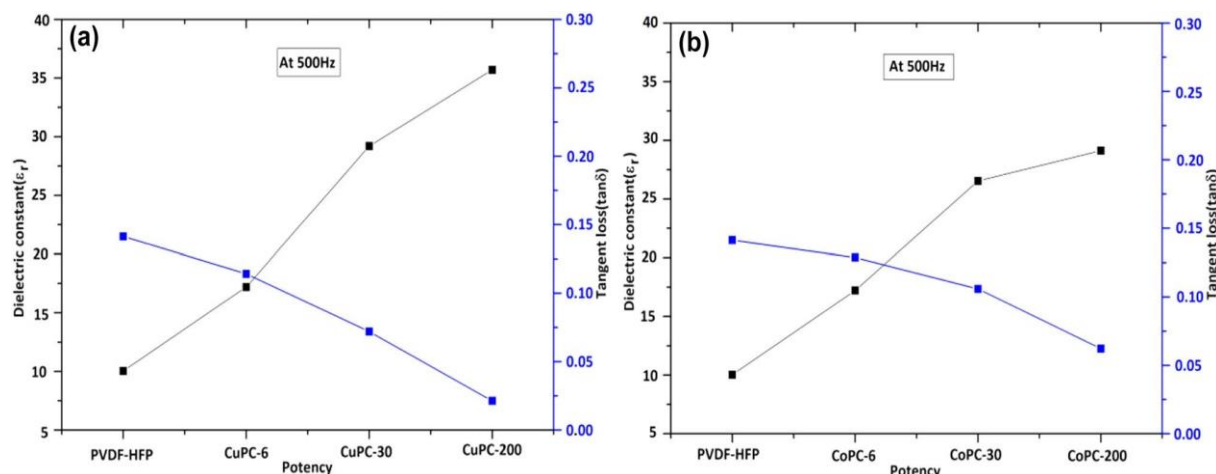 (a)
At 500Hz
40
35
30
25
20
15
10
5
Dielectric constant(εr)
0.30
0.25
0.20
0.15
0.10
0.05
0.00
Tangent loss(tanδ)
PVDF-HFP CuPC-6 CuPC-30 CuPC-200
Potency
(b)
At 500Hz
40
35
30
25
20
15
10
5
Dielectric constant(εr)
0.30
0.25
0.20
0.15
0.10
0.05
0.00
Tangent loss(tanδ)
PVDF-HFP CoPC-6 CoPC-30 CoPC-200
Potency